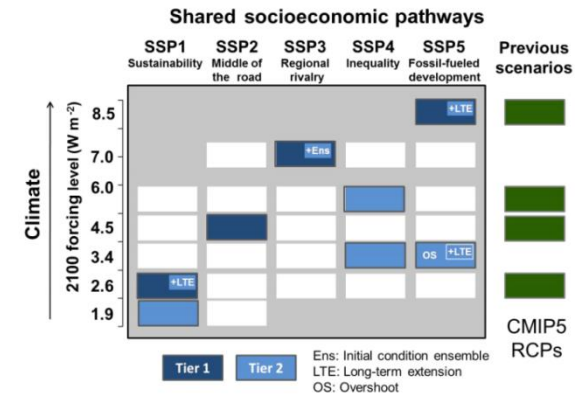 Shared socioeconomic pathways
SSP1
Sustainability
SSP2
Middle of
the road
SSP3
Regional
rivalry
SSP4
Inequality
SSP5
Fossil-fueled
development
Previous
scenarios
Climate
2100 forcing level (W m-2)
8.5
7.0
6.0
4.5
3.4
2.6
1.9
+LTE
+Ens
OS
+LTE
+LTE
CMIP5
RCPs
Tier 1
Tier 2
Ens: Initial condition ensemble
LTE: Long-term extension
OS: Overshoot